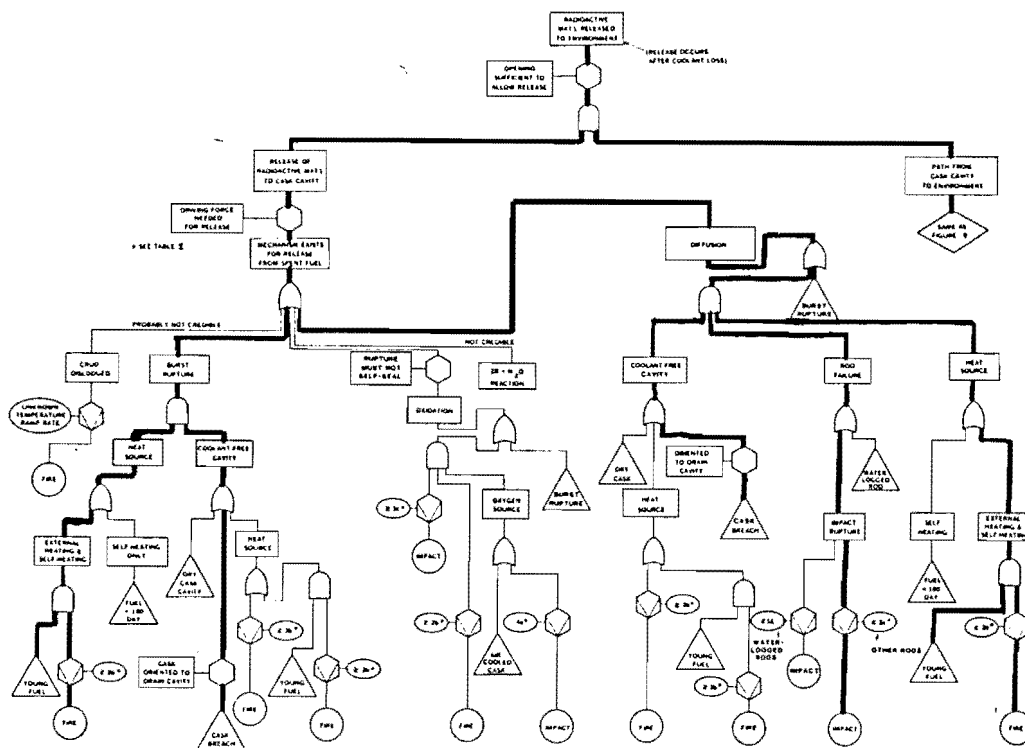 RADIOACTIVE
MAT'L RELEASED
TO ENVIRONMENT
(RELEASE OCCURS
AFTER COOLANT LOSS)
OPENING
SUFFICIENT TO
ALLOW RELEASE
RELEASE OF
RADIOACTIVE MAT'L
TO CASK CAVITY
PATH FROM
CASK CAVITY
TO ENVIRONMENT
DRIVING FORCE
NEEDED
FOR RELEASE
SAME AS
FIGURE 9
SEE TABLE
MECHANISM EXISTS
FOR RELEASE
FROM SPENT FUEL
DIFFUSION
BURST
RUPTURE
PROBABLY NOT CREDIBLE
NOT CREDIBLE
CRUD
DISLODGED
BURST
RUPTURE
RUPTURE
MUST NOT
SELF-SEAL
H2O
REACTION
COOLANT FREE
CAVITY
ROD
FAILURE
HEAT
SOURCE
UNKNOWN
TEMPERATURE
RAMP RATE
OXIDATION
FIRE
HEAT
SOURCE
COOLANT-FREE
CAVITY
DRY
CASK
ORIENTED
TO DRAIN
CAVITY
WATER
LOGGED
ROD
BURST
RUPTURE
OXYGEN
SOURCE
HEAT
SOURCE
CASK
BREACH
IMPACT
RUPTURE
SELF
HEATING
EXTERNAL
HEATING &
SELF-HEATING
EXTERNAL
HEATING &
SELF-HEATING
SELF HEATING
ONLY
HEAT
SOURCE
IMPACT
DRY
CASK
CAVITY
FUEL
< 180
DAY
FUEL
< 180
DAY
WATER-
LOGGED
RODS
OTHER RODS
YOUNG
FUEL
CASK
ORIENTED TO
DRAIN CAVITY
YOUNG
FUEL
AIR
COOLED
CASK
YOUNG
FUEL
IMPACT
YOUNG
FUEL
FIRE
FIRE
FIRE
CASK
BREACH
FIRE
IMPACT
FIRE
FIRE
IMPACT
FIRE